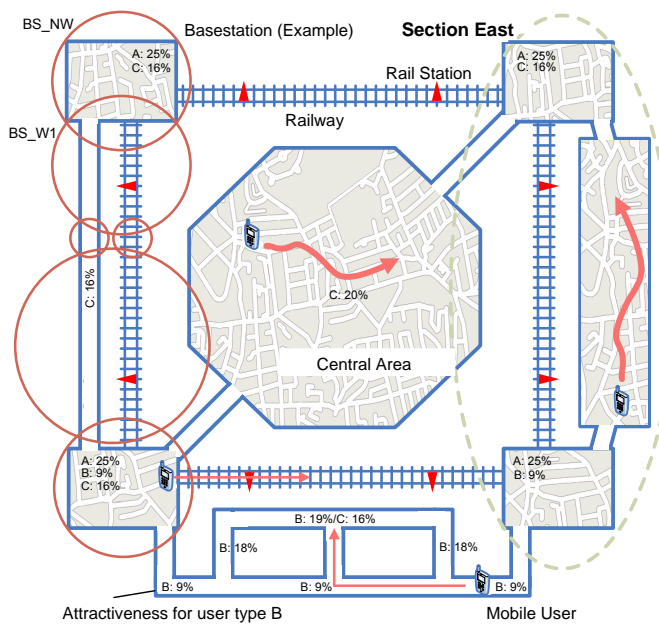 BS_NW
Basestation (Example)
Section East
A: 25%
C: 16%
A: 25%
C: 16%
Rail Station
Railway
BS_W1
C: 16%
C: 20%
Central Area
A: 25%
B: 9%
C: 16%
A: 25%
B: 9%
B: 19%/C: 16%
B: 18%
B: 18%
B: 9%
B: 9%
B: 9%
Attractiveness for user type B
Mobile User